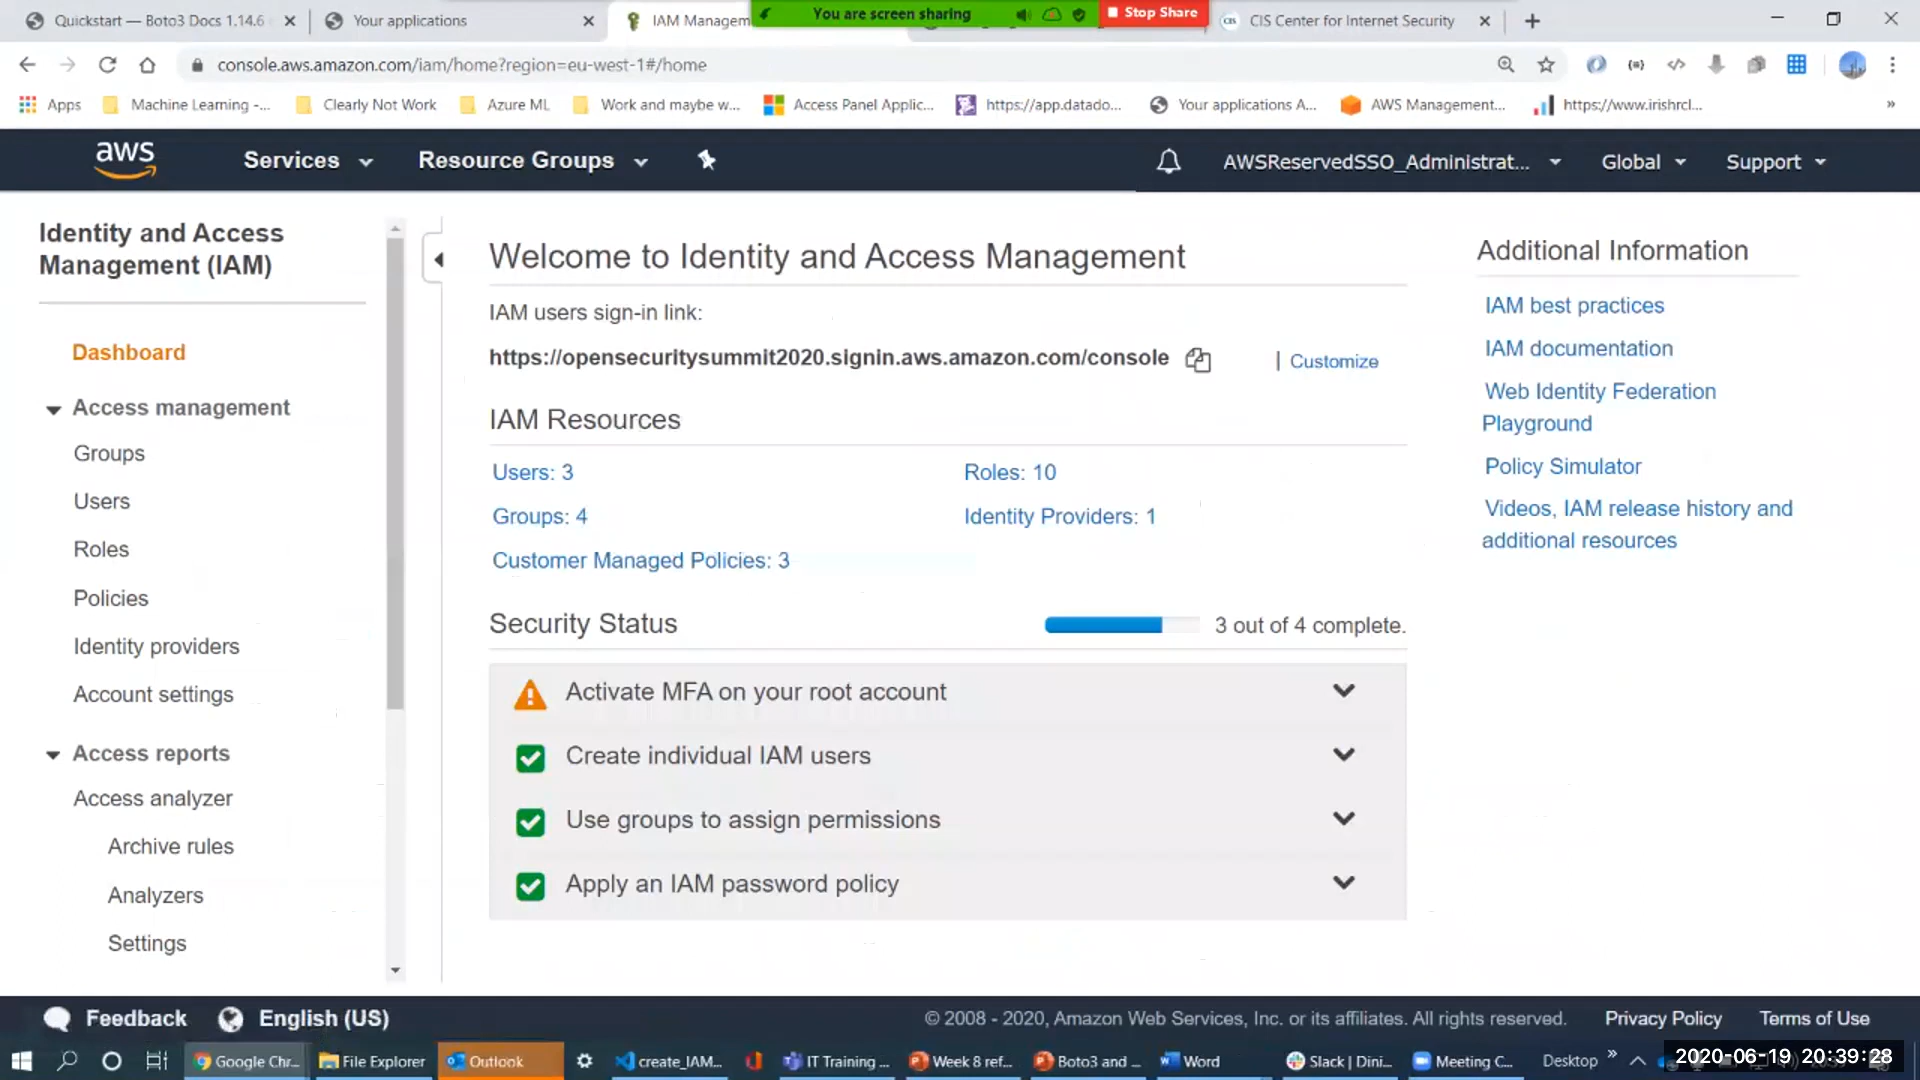 Quickstart — Boto3 Docs 1.14.6
Your applications
IAM Managem
You are screen sharing
Stop Share
CIS Center for Internet Security
console.aws.amazon.com/iam/home?region=eu-west-1#/home
Apps
Machine Learning -...
Clearly Not Work
Azure ML
Work and maybe w...
Access Panel Applic...
https://app.datado...
Your applications A...
AWS Management...
https://www.irishrcl...
»
aws
Services
Resource Groups
AWSReservedSSO_Administrat...
Global
Support
Identity and Access
Management (IAM)
Dashboard
Access management
Groups
Users
Roles
Policies
Identity providers
Account settings
Access reports
Access analyzer
Archive rules
Analyzers
Settings
Welcome to Identity and Access Management
IAM users sign-in link:
https://opensecuritysummit2020.signin.aws.amazon.com/console
| Customize
IAM Resources
Users: 3
Roles: 10
Groups: 4
Identity Providers: 1
Customer Managed Policies: 3
Security Status
3 out of 4 complete.
Activate MFA on your root account
Create individual IAM users
Use groups to assign permissions
Apply an IAM password policy
Additional Information
IAM best practices
IAM documentation
Web Identity Federation
Playground
Policy Simulator
Videos, IAM release history and
additional resources
Feedback
English (US)
© 2008 - 2020, Amazon Web Services, Inc. or its affiliates. All rights reserved.
Privacy Policy
Terms of Use
Google Chr...
File Explorer
Outlook
create_IAM...
IT Training ...
Week 8 ref...
Boto3 and ...
Word
Slack | Dini...
Meeting C...
Desktop
»
2020-06-19 20:39:28